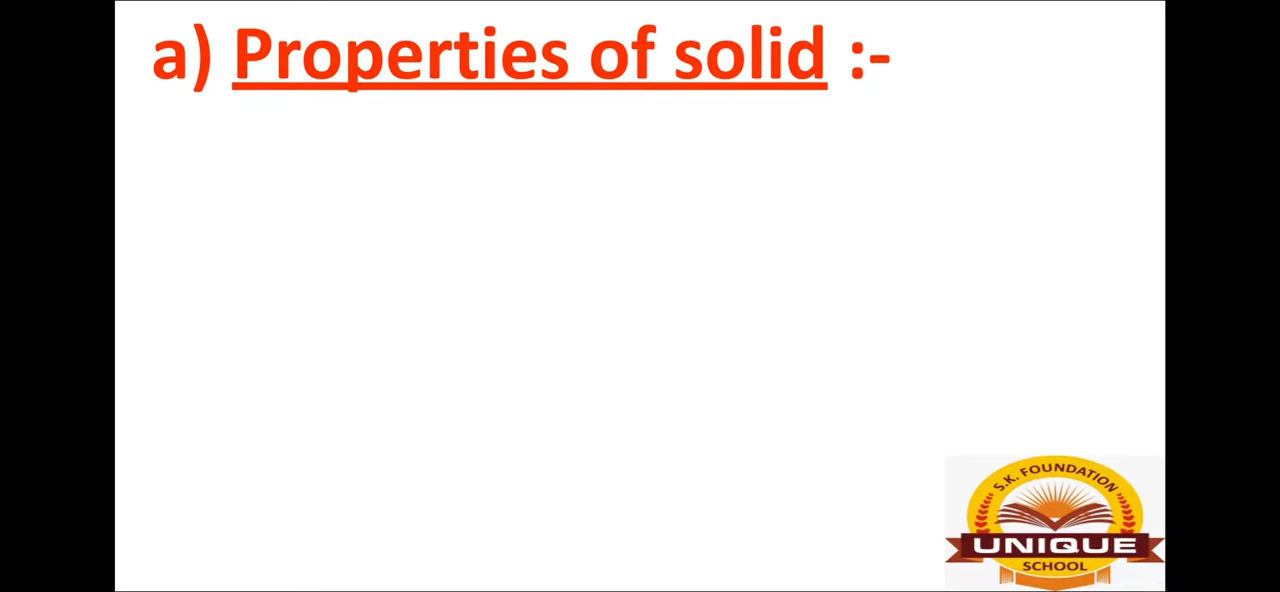 a) Properties of solid :-
S.K. FOUNDATION
UNIQUE
SCHOOL